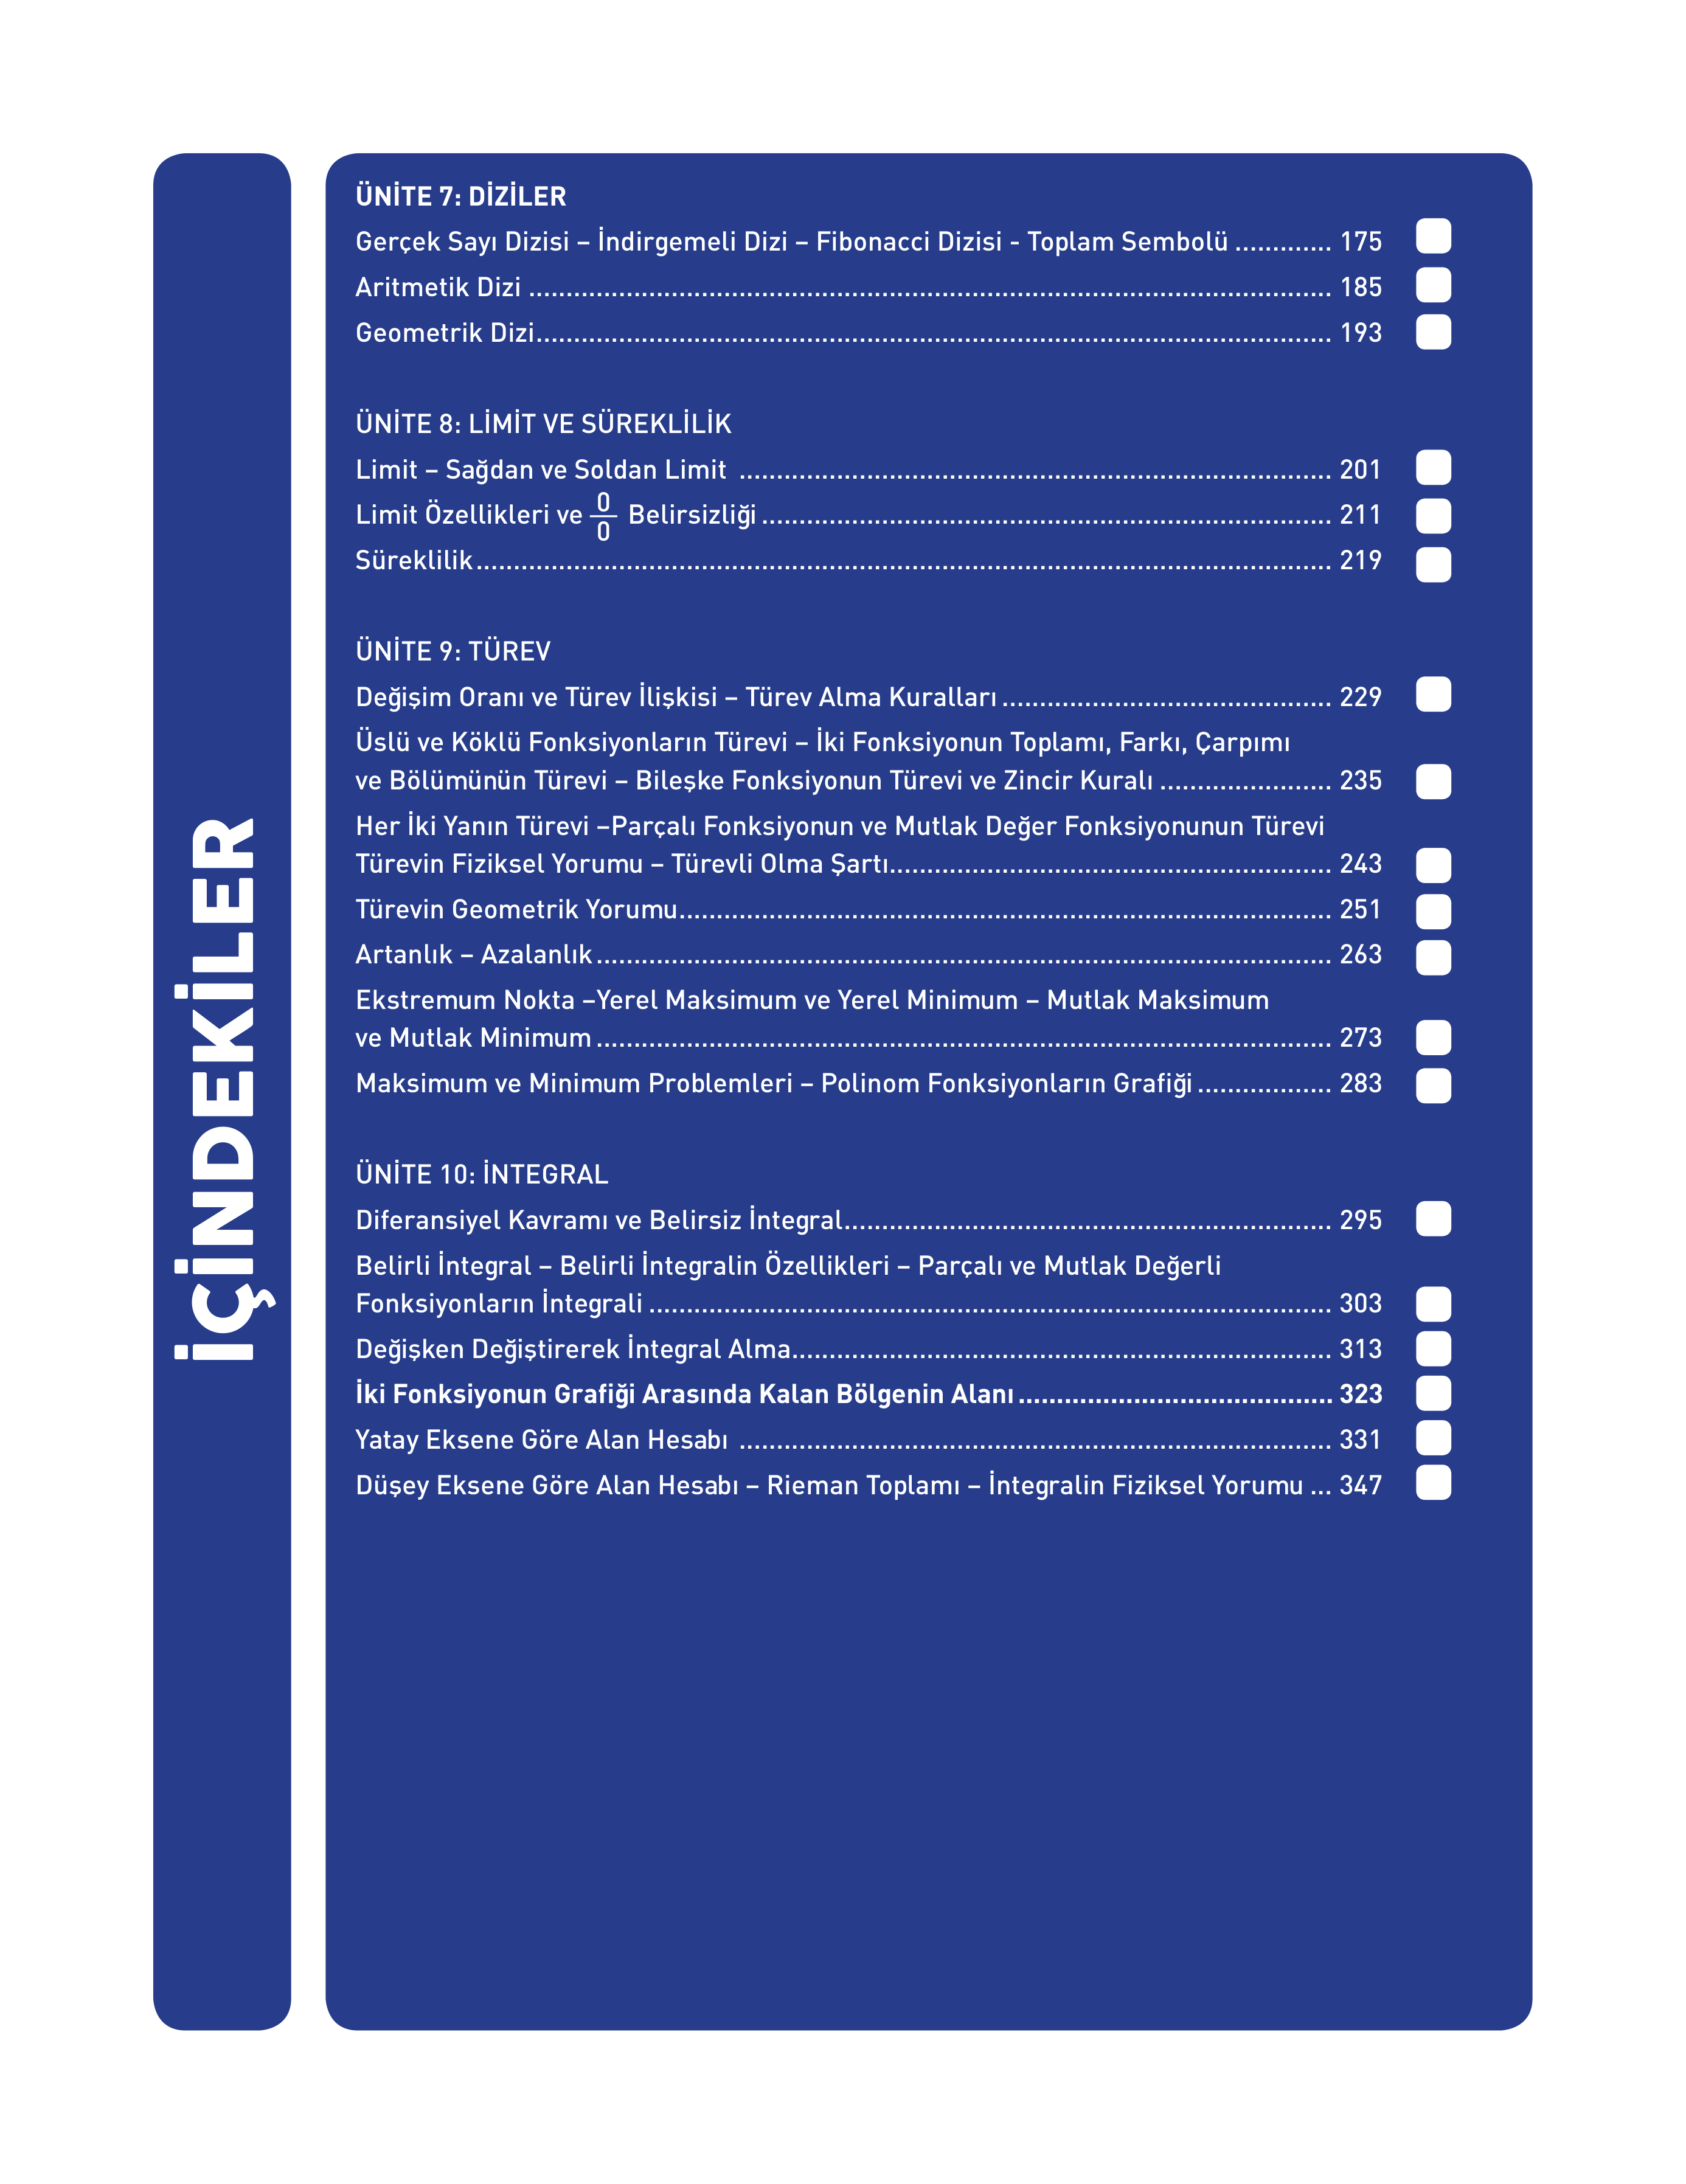 İÇİNDEKİLER
ÜNİTE 7: DİZİLER
Gerçek Sayı Dizisi – İndirgemeli Dizi – Fibonacci Dizisi - Toplam Sembolü ............. 175
Aritmetik Dizi ........................................................................................................... 185
Geometrik Dizi.......................................................................................................... 193
ÜNİTE 8: LİMİT VE SÜREKLİLİK
Limit – Sağdan ve Soldan Limit ............................................................................... 201
Limit Özellikleri ve 0/0 Belirsizliği ............................................................................ 211
Süreklilik.................................................................................................................. 219
ÜNİTE 9: TÜREV
Değişim Oranı ve Türev İlişkisi – Türev Alma Kuralları ............................................ 229
Üslü ve Köklü Fonksiyonların Türevi – İki Fonksiyonun Toplamı, Farkı, Çarpımı
ve Bölümünün Türevi – Bileşke Fonksiyonun Türevi ve Zincir Kuralı ....................... 235
Her İki Yanın Türevi –Parçalı Fonksiyonun ve Mutlak Değer Fonksiyonunun Türevi
Türevin Fiziksel Yorumu – Türevli Olma Şartı........................................................... 243
Türevin Geometrik Yorumu....................................................................................... 251
Artanlık – Azalanlık.................................................................................................. 263
Ekstremum Nokta –Yerel Maksimum ve Yerel Minimum – Mutlak Maksimum
ve Mutlak Minimum.................................................................................................. 273
Maksimum ve Minimum Problemleri – Polinom Fonksiyonların Grafiği .................. 283
ÜNİTE 10: İNTEGRAL
Diferansiyel Kavramı ve Belirsiz İntegral................................................................. 295
Belirli İntegral – Belirli İntegralin Özellikleri – Parçalı ve Mutlak Değerli
Fonksiyonların İntegrali ........................................................................................... 303
Değişken Değiştirerek İntegral Alma........................................................................ 313
İki Fonksiyonun Grafiği Arasında Kalan Bölgenin Alanı......................................... 323
Yatay Eksene Göre Alan Hesabı ............................................................................... 331
Düşey Eksene Göre Alan Hesabı – Rieman Toplamı – İntegralin Fiziksel Yorumu ... 347